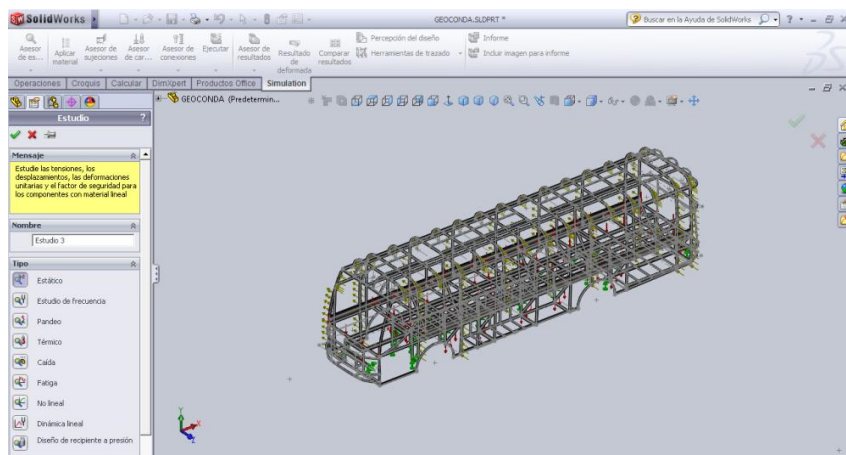 SolidWorks
GEOCONDA.SLDPRT *
Buscar en la Ayuda de SolidWorks
Asesor de es...
Aplicar material
Asesor de sujeciones
Asesor de car...
Asesor de conexiones
Ejecutar
Asesor de resultados
Resultado de deformada
Comparar resultados
Percepción del diseño
Herramientas de trazado
Informe
Incluir imagen para informe
Operaciones Croquis Calcular DimXpert Productos Office Simulation
GEOCONDA (Predetermin...
Estudio ?
Mensaje
Estudie las tensiones, los
desplazamientos, las deformaciones
unitarias y el factor de seguridad para
los componentes con material lineal
Nombre
Estudio 3
Tipo
Estático
Estudio de frecuencia
Pandeo
Térmico
Caída
Fatiga
No lineal
Dinámica lineal
Diseño de recipiente a presión
Y
X
Z